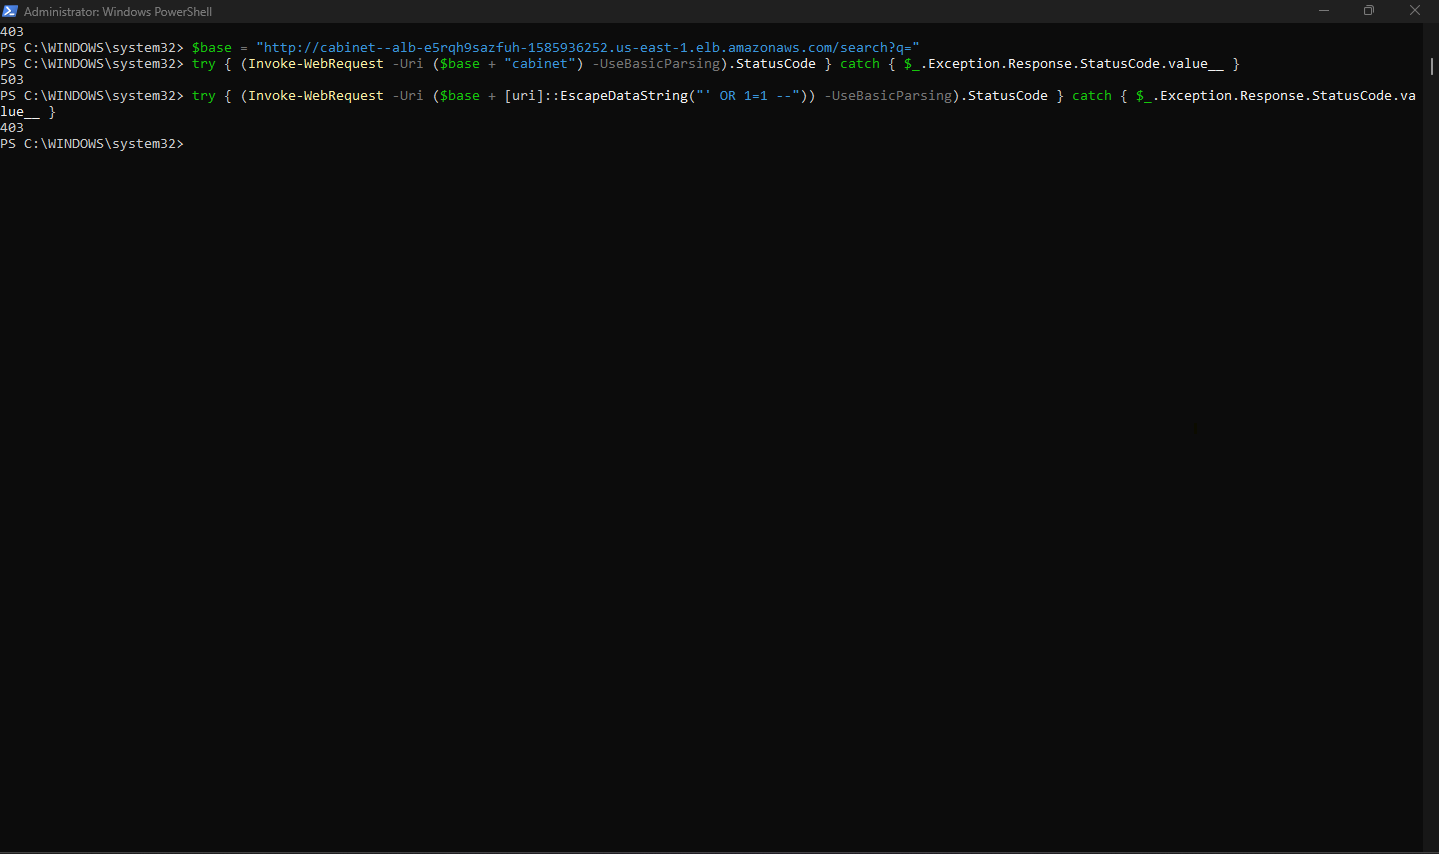 Administrator: Windows PowerShell
403
PS C:\WINDOWS\system32> $base = "http://cabinet--alb-e5rqh9sazfuh-1585936252.us-east-1.elb.amazonaws.com/search?q="
PS C:\WINDOWS\system32> try { (Invoke-WebRequest -Uri ($base + "cabinet") -UseBasicParsing).StatusCode } catch { $_.Exception.Response.StatusCode.value__ }
503
PS C:\WINDOWS\system32> try { (Invoke-WebRequest -Uri ($base + [uri]::EscapeDataString("' OR 1=1 --")) -UseBasicParsing).StatusCode } catch { $_.Exception.Response.StatusCode.va
lue__ }
403
PS C:\WINDOWS\system32>